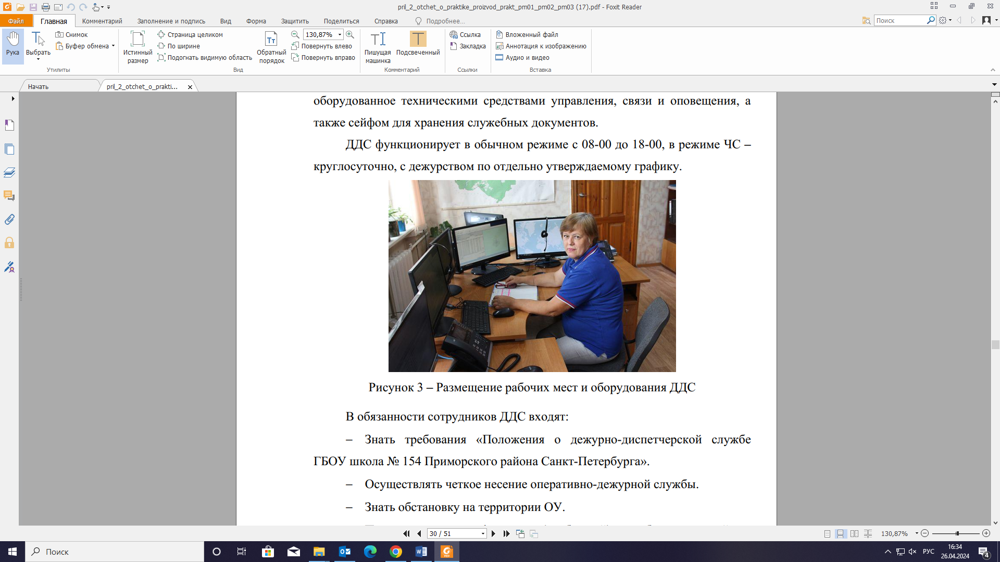 pril_2_otchet_o_praktike_proizvod_prakt_pm01_pm02_pm03 (17).pdf - Foxit Reader
Файл Главная Комментарий Заполнение и подпись Вид Форма Защитить Поделиться Справка Подробнее... Поиск
Рука
Выбрать
Снимок
Буфер обмена
Утилиты
Истинный размер
Страница целиком
По ширине
Подогнать видимую область
Обратный порядок
130,87%
Повернуть влево
Повернуть вправо
Вид
Пишущая машинка
Подсвеченный
Комментарий
Ссылка
Закладка
Ссылки
Вложенный файл
Аннотация к изображению
Аудио и видео
Вставка
Начать
pril_2_otchet_o_prakti...
оборудованное техническими средствами управления, связи и оповещения, а
также сейфом для хранения служебных документов.
ДДС функционирует в обычном режиме с 08-00 до 18-00, в режиме ЧС –
круглосуточно, с дежурством по отдельно утверждаемому графику.
Рисунок 3 – Размещение рабочих мест и оборудования ДДС
В обязанности сотрудников ДДС входят:
– Знать требования «Положения о дежурно-диспетчерской службе
ГБОУ школа № 154 Приморского района Санкт-Петербурга».
– Осуществлять четкое несение оперативно-дежурной службы.
– Знать обстановку на территории ОУ.
30 / 51
130,87%
Поиск
РУС
16:34
26.04.2024
4